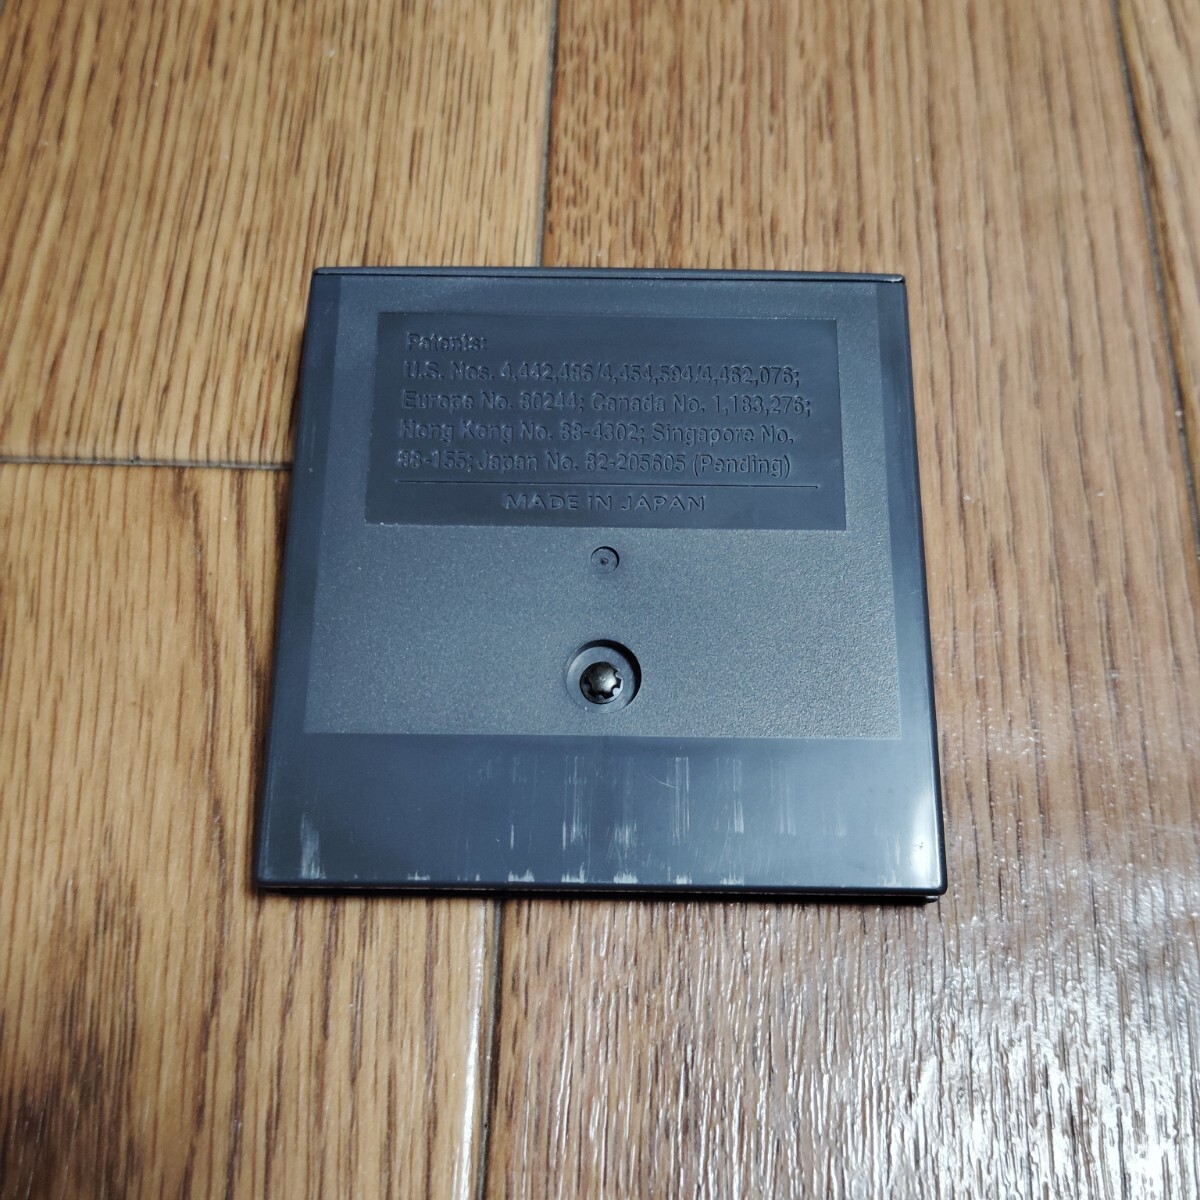 Patents:
U.S. Nos. 4,442,486/4,454,594/4,462,076;
Europe No. 80244; Canada No. 1,183,276;
Hong Kong No. 88-4302; Singapore No.
88-155; Japan No. 82-205605 (Pending)
MADE IN JAPAN